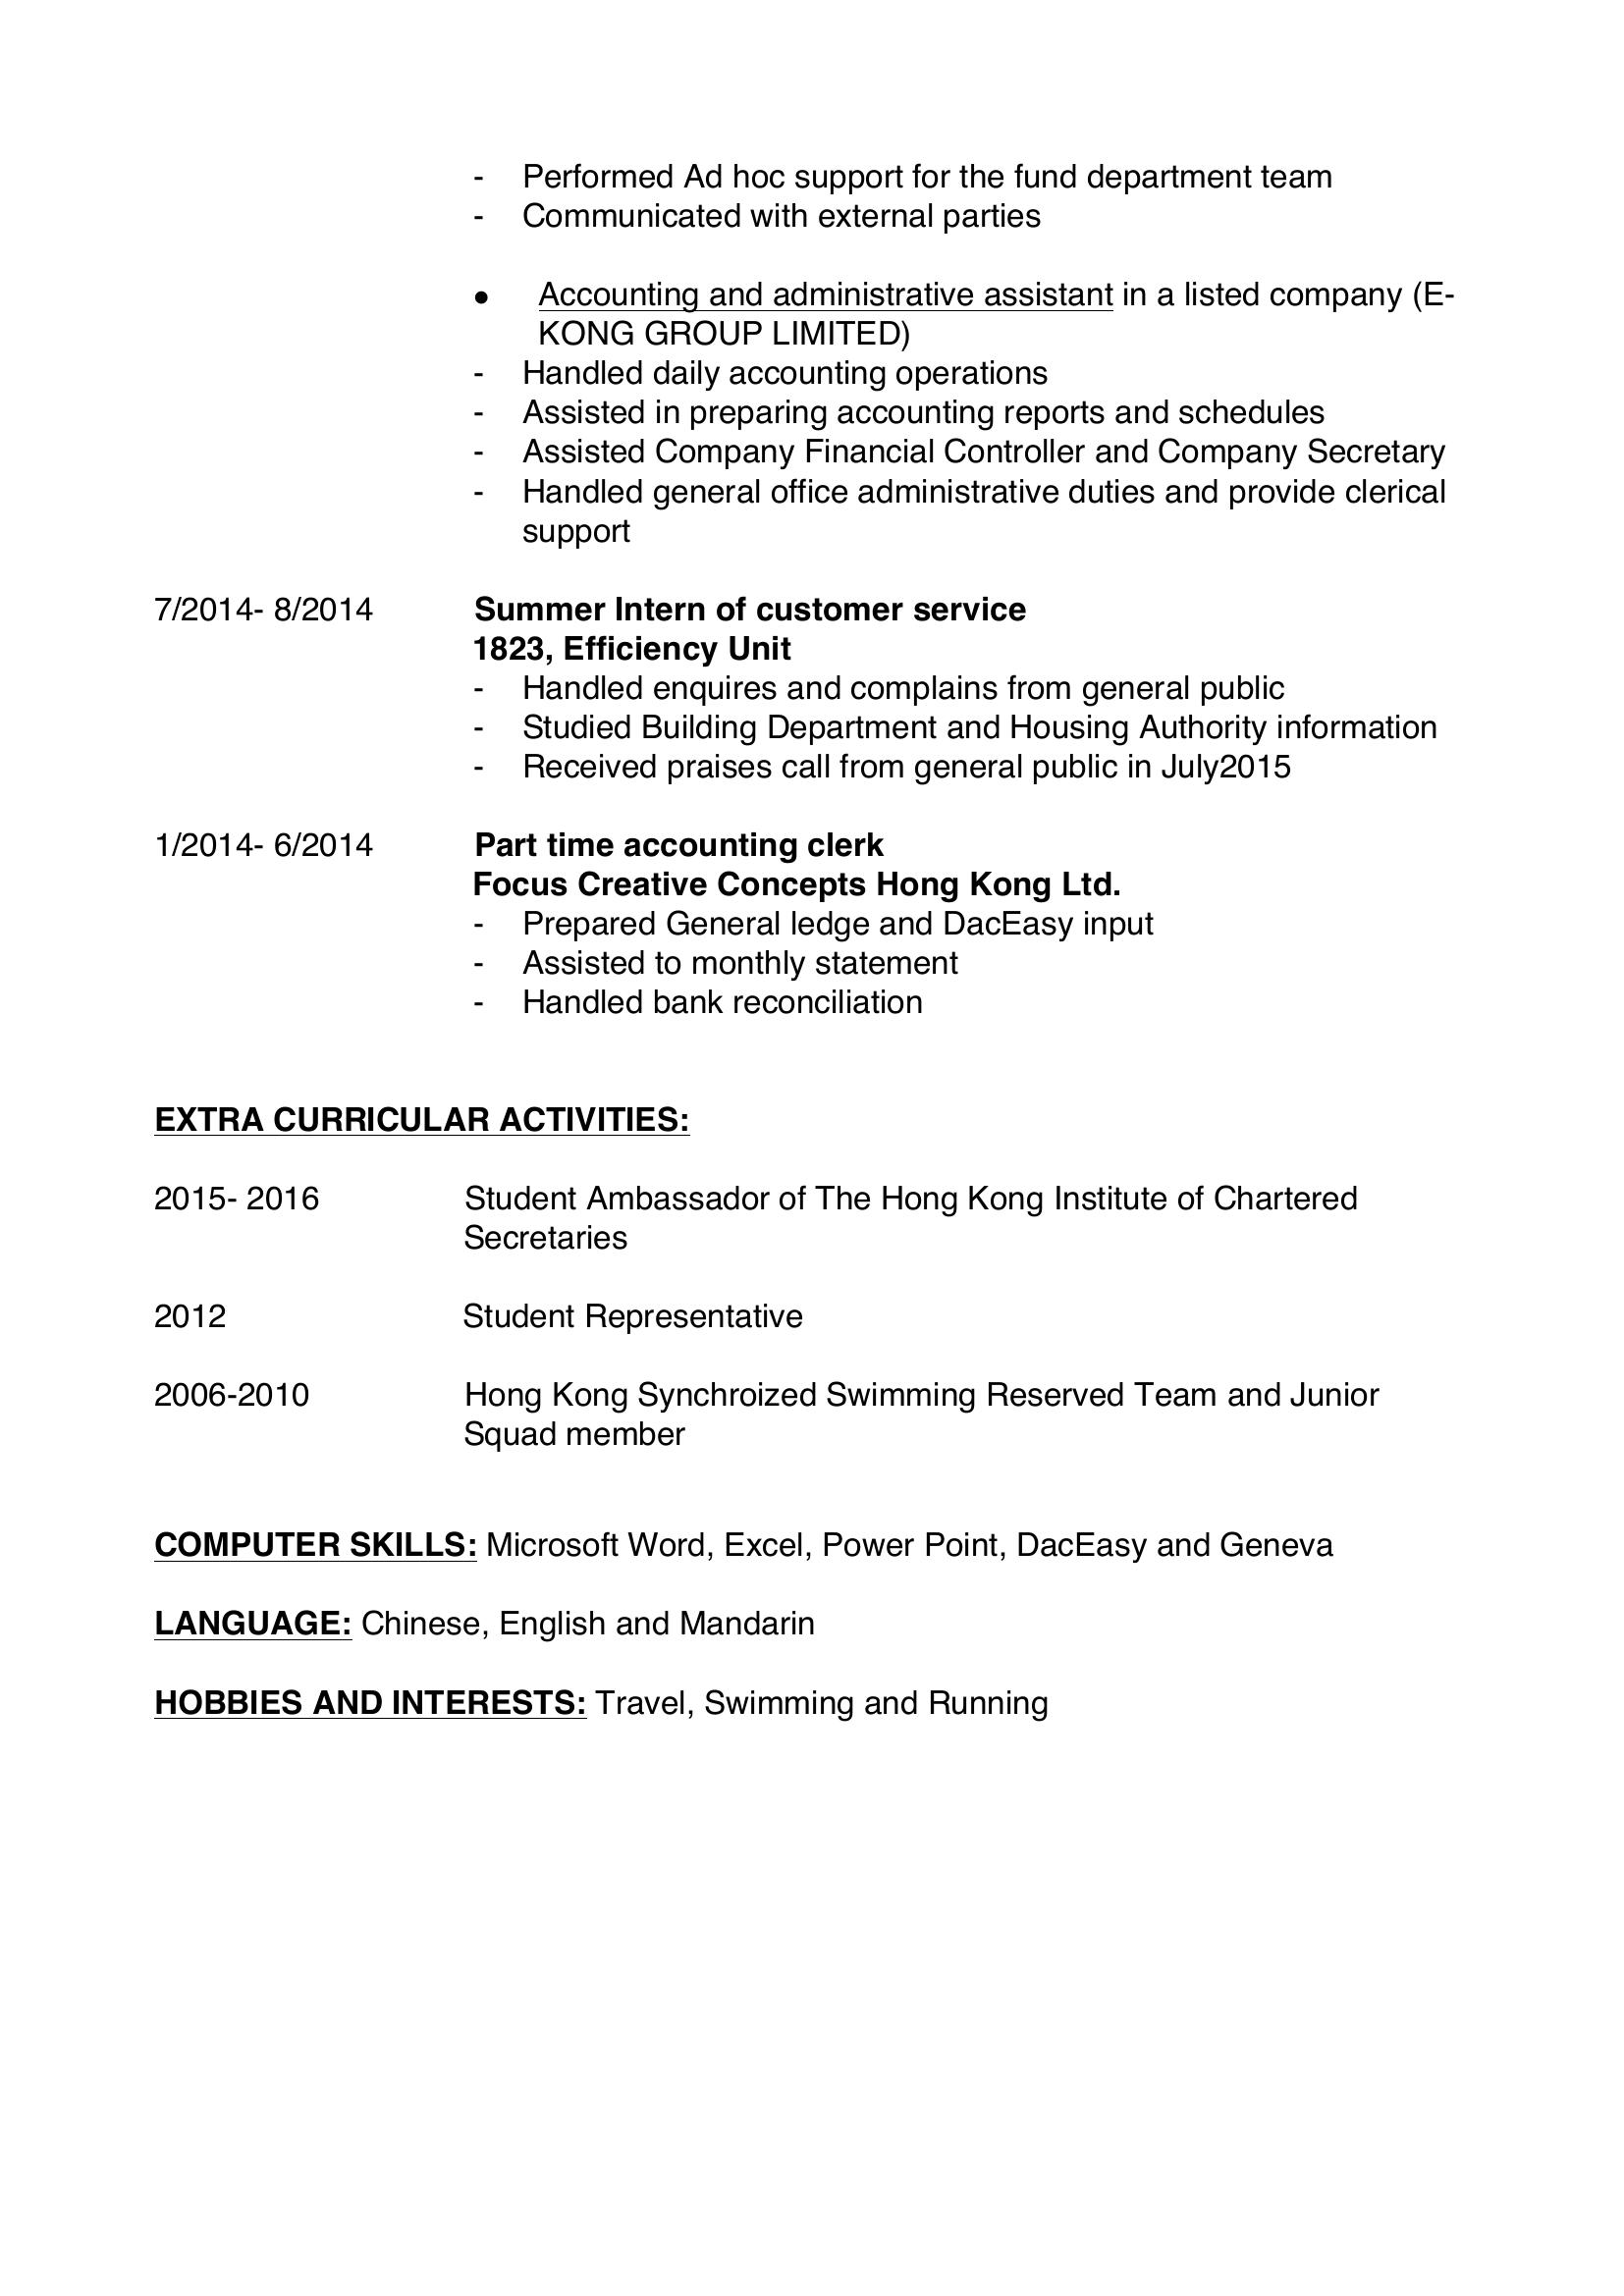 - Performed Ad hoc support for the fund department team
- Communicated with external parties
● Accounting and administrative assistant in a listed company (E-
KONG GROUP LIMITED)
- Handled daily accounting operations
- Assisted in preparing accounting reports and schedules
- Assisted Company Financial Controller and Company Secretary
- Handled general office administrative duties and provide clerical
support
7/2014- 8/2014 Summer Intern of customer service
1823, Efficiency Unit
- Handled enquires and complains from general public
- Studied Building Department and Housing Authority information
- Received praises call from general public in July2015
1/2014- 6/2014 Part time accounting clerk
Focus Creative Concepts Hong Kong Ltd.
- Prepared General ledge and DacEasy input
- Assisted to monthly statement
- Handled bank reconciliation
EXTRA CURRICULAR ACTIVITIES:
2015- 2016 Student Ambassador of The Hong Kong Institute of Chartered
Secretaries
2012 Student Representative
2006-2010 Hong Kong Synchroized Swimming Reserved Team and Junior
Squad member
COMPUTER SKILLS: Microsoft Word, Excel, Power Point, DacEasy and Geneva
LANGUAGE: Chinese, English and Mandarin
HOBBIES AND INTERESTS: Travel, Swimming and Running